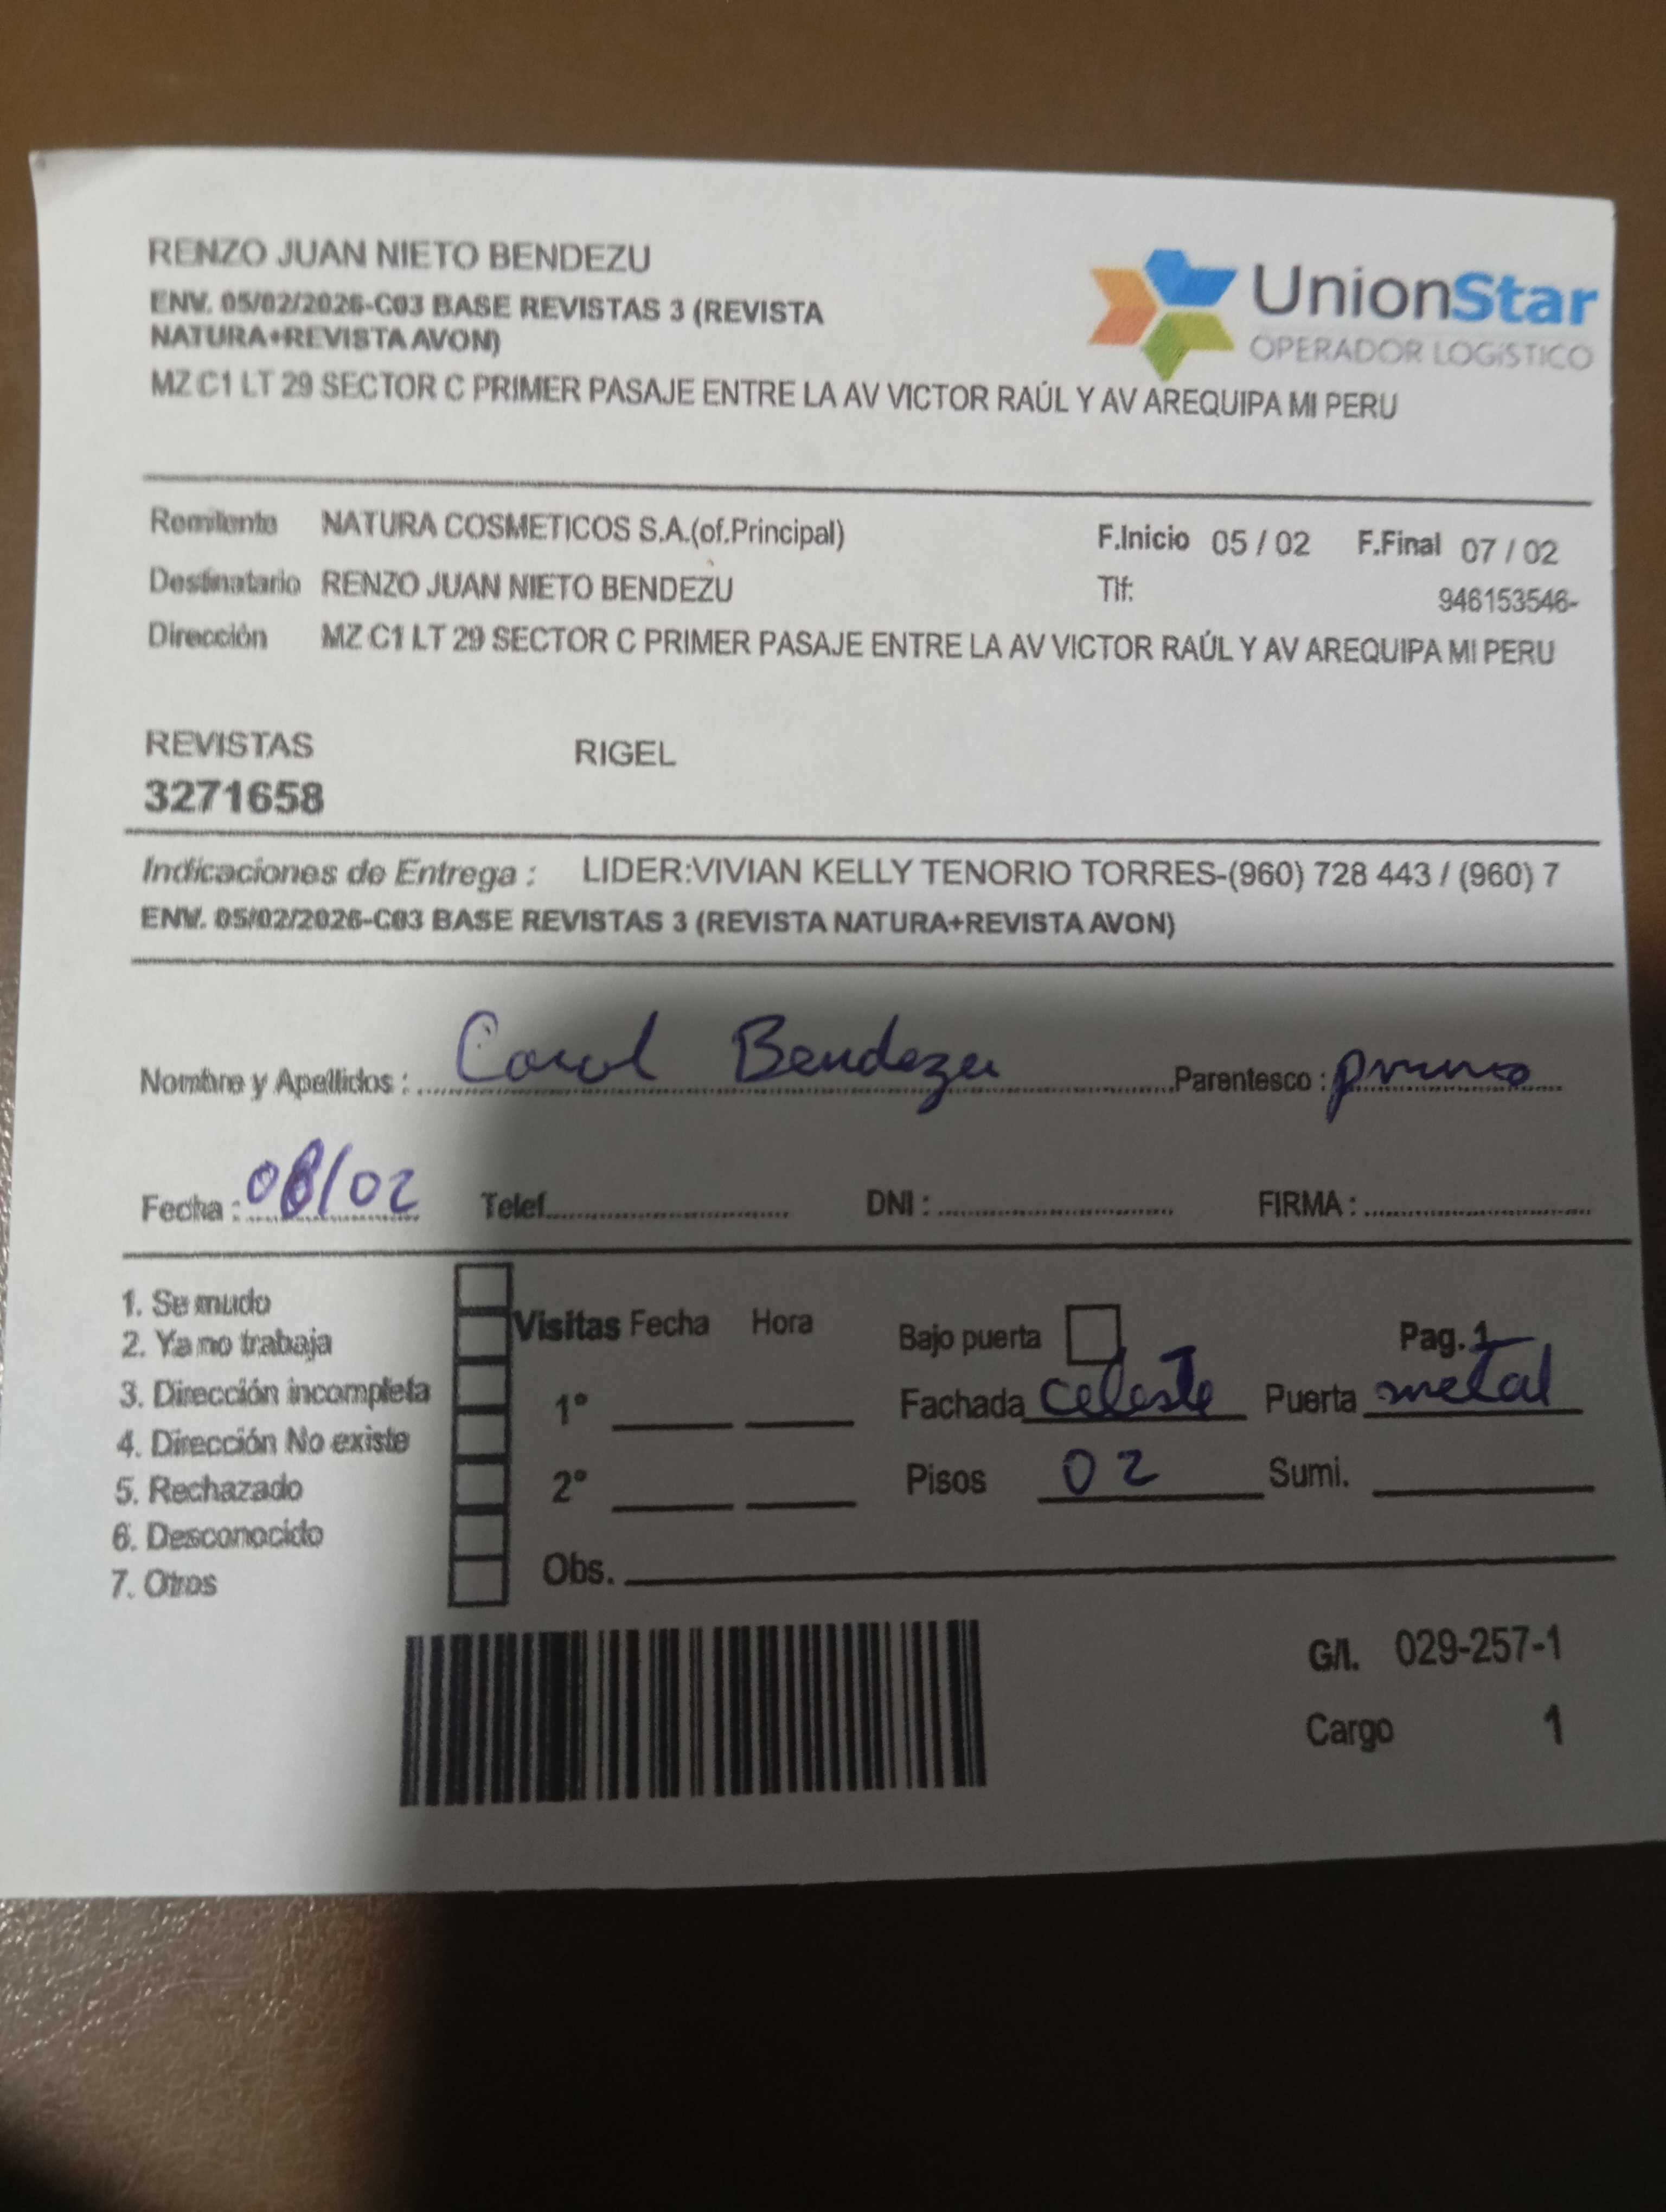 RENZO JUAN NIETO BENDEZU
ENV. 05/02/2026-C03 BASE REVISTAS 3 (REVISTA
NATURA+REVISTA AVON)
MZ C1 LT 29 SECTOR C PRIMER PASAJE ENTRE LA AV VICTOR RAÚL Y AV AREQUIPA MI PERU
UnionStar
OPERADOR LOGíSTICO
Remitente NATURA COSMETICOS S.A.(of.Principal) F.Inicio 05 / 02 F.Final 07 / 02
Destinatario RENZO JUAN NIETO BENDEZU Tlf: 946153546-
Dirección MZ C1 LT 29 SECTOR C PRIMER PASAJE ENTRE LA AV VICTOR RAÚL Y AV AREQUIPA MI PERU
REVISTAS RIGEL
3271658
Indicaciones de Entrega : LIDER:VIVIAN KELLY TENORIO TORRES-(960) 728 443 / (960) 7
ENV. 05/02/2026-C03 BASE REVISTAS 3 (REVISTA NATURA+REVISTA AVON)
Nombre y Apellidos : Carol Bendezu Parentesco : primo
Fecha : 08/02 Telef. DNI : FIRMA :
1. Se mudo
2. Ya no trabaja
3. Dirección incompleta
4. Dirección No existe
5. Rechazado
6. Desconocido
7. Otros
Visitas Fecha Hora
1°
2°
Obs.
Bajo puerta Pag. 1
Fachada celeste Puerta metal
Pisos 02 Sumi.
G/I. 029-257-1
Cargo 1